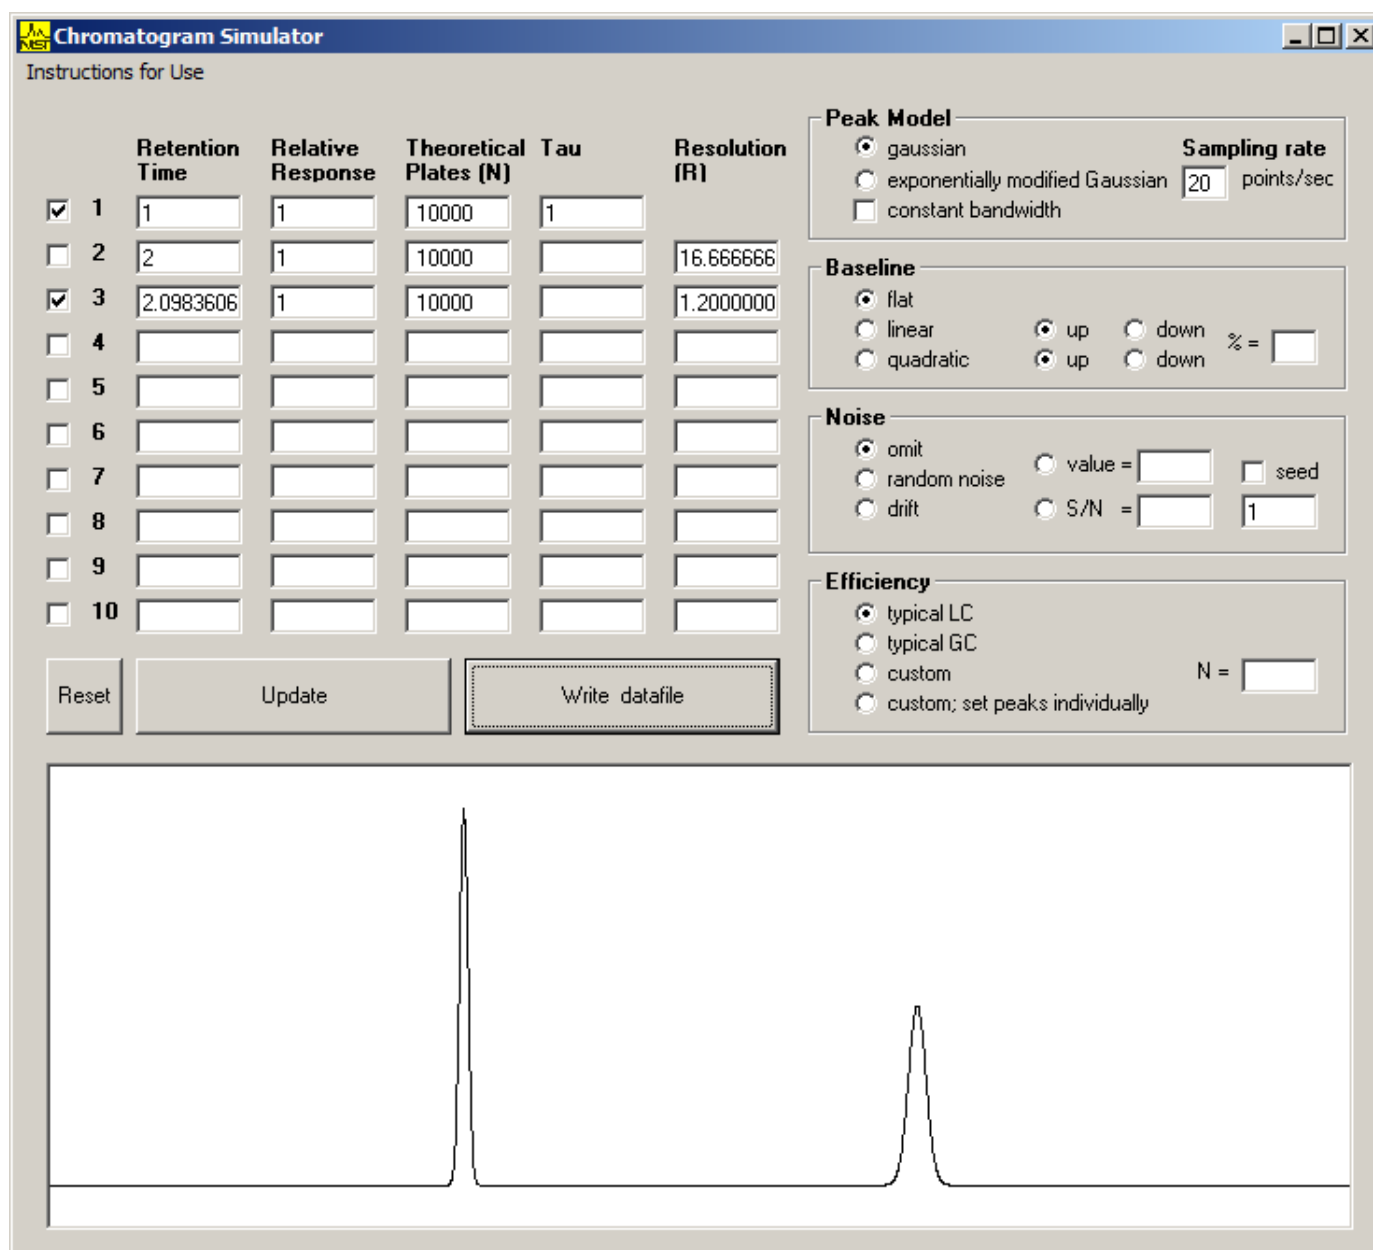 NIST Chromatogram Simulator
Instructions for Use
Retention Time Relative Response Theoretical Plates (N) Tau Resolution (R)
1 1 1 10000 1
2 2 1 10000 16.666666
3 2.0983606 1 10000 1.2000000
4
5
6
7
8
9
10
Reset Update Write datafile
Peak Model
gaussian Sampling rate
exponentially modified Gaussian 20 points/sec
constant bandwidth
Baseline
flat
linear up down % =
quadratic up down
Noise
omit
random noise value = seed
drift S/N = 1
Efficiency
typical LC
typical GC
custom N =
custom; set peaks individually